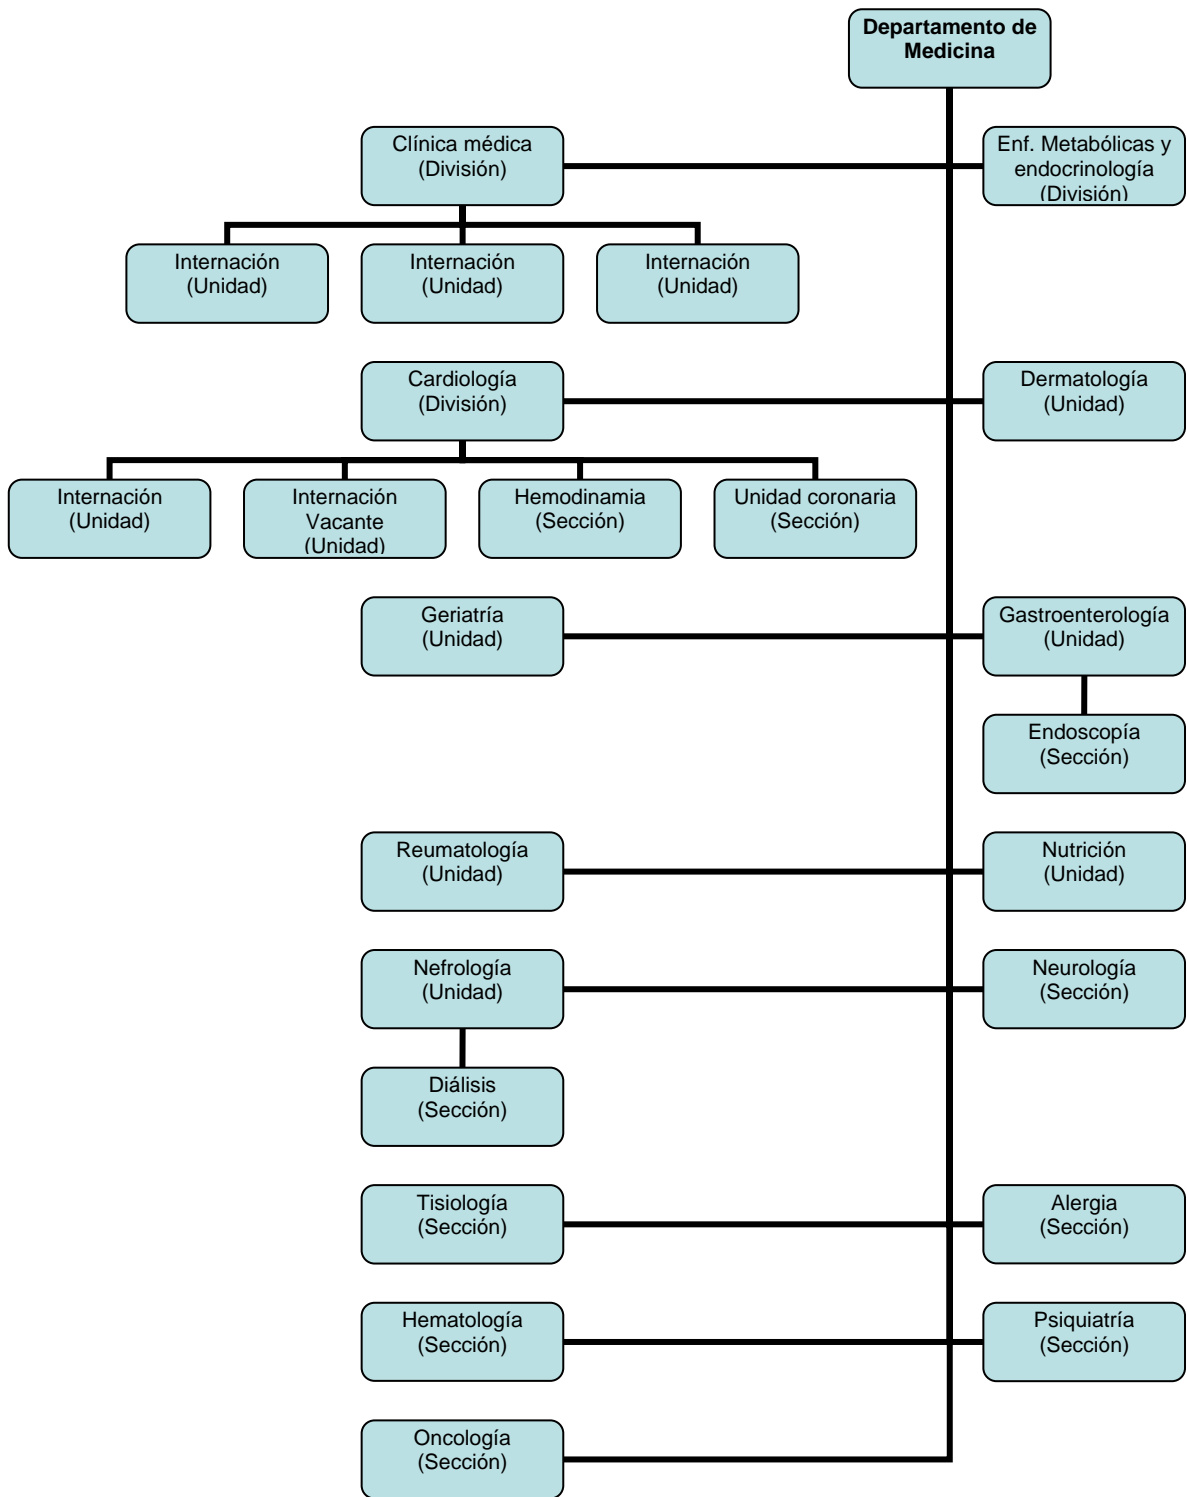 Departamento de
Medicina
Clínica médica
(División)
Enf. Metabólicas y
endocrinología
(División)
Internación
(Unidad)
Internación
(Unidad)
Internación
(Unidad)
Cardiología
(División)
Dermatología
(Unidad)
Internación
(Unidad)
Internación
Vacante
(Unidad)
Hemodinamia
(Sección)
Unidad coronaria
(Sección)
Geriatría
(Unidad)
Gastroenterología
(Unidad)
Endoscopía
(Sección)
Reumatología
(Unidad)
Nutrición
(Unidad)
Nefrología
(Unidad)
Neurología
(Sección)
Diálisis
(Sección)
Tisiología
(Sección)
Alergia
(Sección)
Hematología
(Sección)
Psiquiatría
(Sección)
Oncología
(Sección)